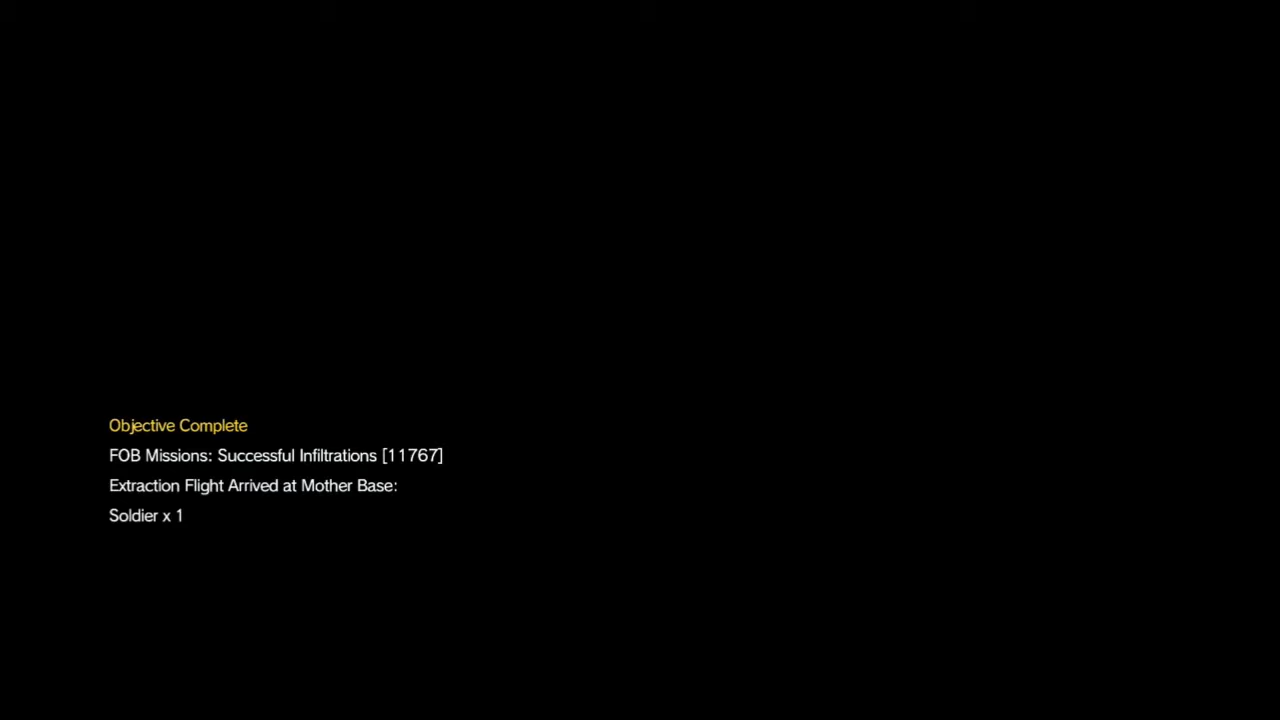 Objective Complete
FOB Missions: Successful Infiltrations [11767]
Extraction Flight Arrived at Mother Base:
Soldier x 1